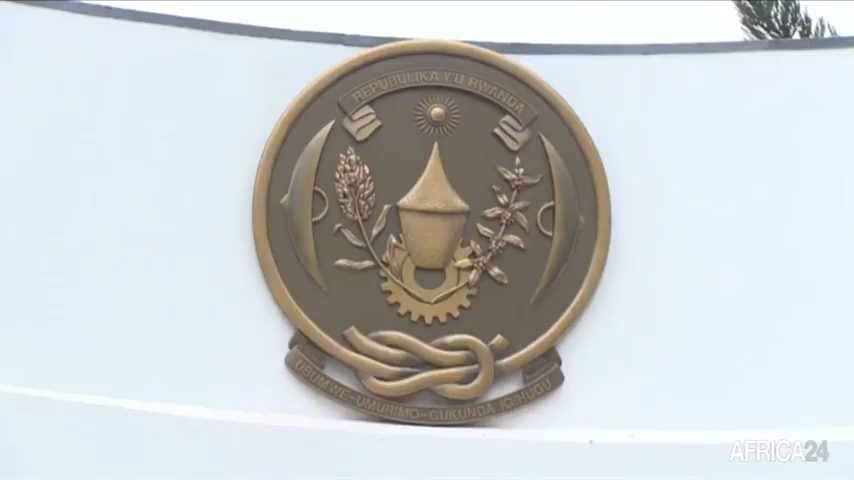 REPUBULIKA Y'U RWANDA
UBUMWE-UMURIMO-GUKUNDA IGIHUGU
AFRICA24